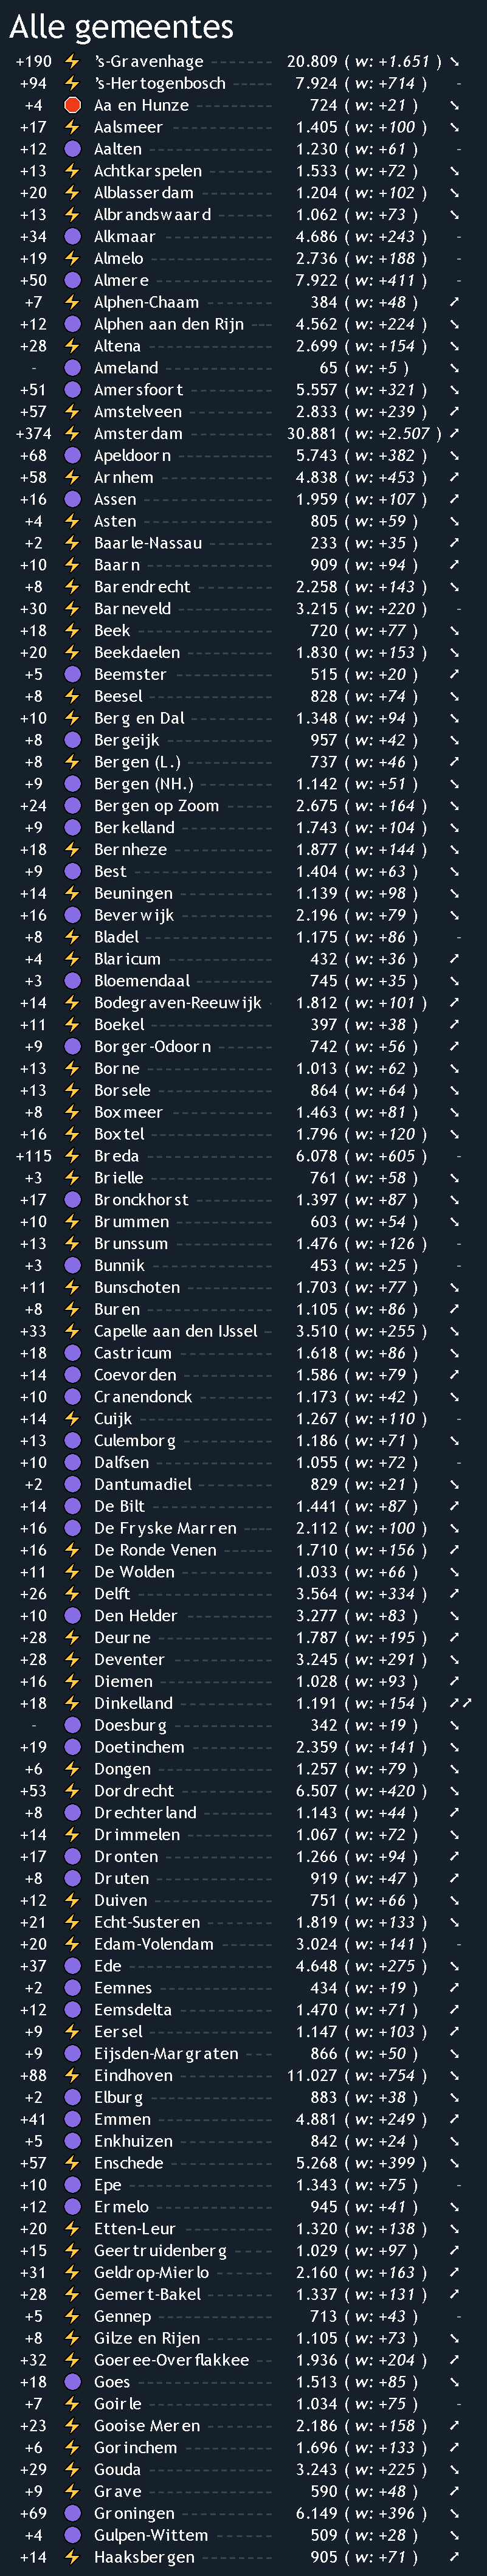 Alle gemeentes
+190 's-Gravenhage 20.809 ( w: +1.651 )
+94 's-Hertogenbosch 7.924 ( w: +714 ) -
+4 Aa en Hunze 724 ( w: +21 )
+17 Aalsmeer 1.405 ( w: +100 )
+12 Aalten 1.230 ( w: +61 ) -
+13 Achtkarspelen 1.533 ( w: +72 )
+20 Alblasserdam 1.204 ( w: +102 )
+13 Albrandswaard 1.062 ( w: +73 )
+34 Alkmaar 4.686 ( w: +243 ) -
+19 Almelo 2.736 ( w: +188 ) -
+50 Almere 7.922 ( w: +411 ) -
+7 Alphen-Chaam 384 ( w: +48 )
+12 Alphen aan den Rijn 4.562 ( w: +224 )
+28 Altena 2.699 ( w: +154 )
- Ameland 65 ( w: +5 )
+51 Amersfoort 5.557 ( w: +321 )
+57 Amstelveen 2.833 ( w: +239 )
+374 Amsterdam 30.881 ( w: +2.507 )
+68 Apeldoorn 5.743 ( w: +382 )
+58 Arnhem 4.838 ( w: +453 )
+16 Assen 1.959 ( w: +107 )
+4 Asten 805 ( w: +59 )
+2 Baarle-Nassau 233 ( w: +35 )
+10 Baarn 909 ( w: +94 )
+8 Barendrecht 2.258 ( w: +143 )
+30 Barneveld 3.215 ( w: +220 ) -
+18 Beek 720 ( w: +77 )
+20 Beekdaelen 1.830 ( w: +153 )
+5 Beemster 515 ( w: +20 )
+8 Beesel 828 ( w: +74 )
+10 Berg en Dal 1.348 ( w: +94 )
+8 Bergeijk 957 ( w: +42 )
+8 Bergen (L.) 737 ( w: +46 )
+9 Bergen (NH.) 1.142 ( w: +51 )
+24 Bergen op Zoom 2.675 ( w: +164 )
+9 Berkelland 1.743 ( w: +104 )
+18 Bernheze 1.877 ( w: +144 )
+9 Best 1.404 ( w: +63 )
+14 Beuningen 1.139 ( w: +98 )
+16 Beverwijk 2.196 ( w: +79 )
+8 Bladel 1.175 ( w: +86 ) -
+4 Blaricum 432 ( w: +36 )
+3 Bloemendaal 745 ( w: +35 )
+14 Bodegraven-Reeuwijk 1.812 ( w: +101 )
+11 Boekel 397 ( w: +38 )
+9 Borger-Odoorn 742 ( w: +56 )
+13 Borne 1.013 ( w: +62 )
+13 Borsele 864 ( w: +64 )
+8 Boxmeer 1.463 ( w: +81 )
+16 Boxtel 1.796 ( w: +120 )
+115 Breda 6.078 ( w: +605 ) -
+3 Brielle 761 ( w: +58 )
+17 Bronckhorst 1.397 ( w: +87 )
+10 Brummen 603 ( w: +54 )
+13 Brunssum 1.476 ( w: +126 ) -
+3 Bunnik 453 ( w: +25 ) -
+11 Bunschoten 1.703 ( w: +77 )
+8 Buren 1.105 ( w: +86 )
+33 Capelle aan den IJssel 3.510 ( w: +255 )
+18 Castricum 1.618 ( w: +86 )
+14 Coevorden 1.586 ( w: +79 )
+10 Cranendonck 1.173 ( w: +42 )
+14 Cuijk 1.267 ( w: +110 ) -
+13 Culemborg 1.186 ( w: +71 )
+10 Dalfsen 1.055 ( w: +72 ) -
+2 Dantumadiel 829 ( w: +21 )
+14 De Bilt 1.441 ( w: +87 )
+16 De Fryske Marren 2.112 ( w: +100 )
+16 De Ronde Venen 1.710 ( w: +156 )
+11 De Wolden 1.033 ( w: +66 )
+26 Delft 3.564 ( w: +334 )
+10 Den Helder 3.277 ( w: +83 )
+28 Deurne 1.787 ( w: +195 )
+28 Deventer 3.245 ( w: +291 )
+16 Diemen 1.028 ( w: +93 )
+18 Dinkelland 1.191 ( w: +154 )
- Doesburg 342 ( w: +19 )
+19 Doetinchem 2.359 ( w: +141 )
+6 Dongen 1.257 ( w: +79 )
+53 Dordrecht 6.507 ( w: +420 )
+8 Drechterland 1.143 ( w: +44 )
+14 Drimmelen 1.067 ( w: +72 )
+17 Dronten 1.266 ( w: +94 )
+8 Druten 919 ( w: +47 )
+12 Duiven 751 ( w: +66 )
+21 Echt-Susteren 1.819 ( w: +133 )
+20 Edam-Volendam 3.024 ( w: +141 ) -
+37 Ede 4.648 ( w: +275 )
+2 Eemnes 434 ( w: +19 )
+12 Eemsdelta 1.470 ( w: +71 )
+9 Eersel 1.147 ( w: +103 )
+9 Eijsden-Margraten 866 ( w: +50 )
+88 Eindhoven 11.027 ( w: +754 )
+2 Elburg 883 ( w: +38 )
+41 Emmen 4.881 ( w: +249 )
+5 Enkhuizen 842 ( w: +24 )
+57 Enschede 5.268 ( w: +399 )
+10 Epe 1.343 ( w: +75 ) -
+12 Ermelo 945 ( w: +41 )
+20 Etten-Leur 1.320 ( w: +138 )
+15 Geertruidenberg 1.029 ( w: +97 )
+31 Geldrop-Mierlo 2.160 ( w: +163 )
+28 Gemert-Bakel 1.337 ( w: +131 )
+5 Gennep 713 ( w: +43 ) -
+8 Gilze en Rijen 1.105 ( w: +73 )
+32 Goeree-Overflakkee 1.936 ( w: +204 )
+18 Goes 1.513 ( w: +85 )
+7 Goirle 1.034 ( w: +75 ) -
+23 Gooise Meren 2.186 ( w: +158 )
+6 Gorinchem 1.696 ( w: +133 )
+29 Gouda 3.243 ( w: +225 )
+9 Grave 590 ( w: +48 )
+69 Groningen 6.149 ( w: +396 )
+4 Gulpen-Wittem 509 ( w: +28 )
+14 Haaksbergen 905 ( w: +71 )